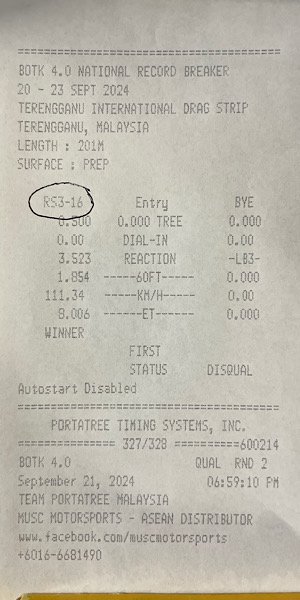 =============================================
BOTK 4.0 NATIONAL RECORD BREAKER
20 - 23 SEPT 2024
TERENGGANU INTERNATIONAL DRAG STRIP
TERENGGANU, MALAYSIA
LENGTH : 201M
SURFACE : PREP
RS3-16 Entry BYE
0.500 0.000 TREE 0.000
0.00 DIAL-IN 0.00
3.523 REACTION -LB3-
1.854 -----60FT----- 0.000
111.34 -----KM/H----- 0.00
8.006 ------ET------ 0.000
WINNER
FIRST
STATUS DISQUAL
Autostart Disabled
=============================================
PORTATREE TIMING SYSTEMS, INC.
=============== 327/328 ==========600214
BOTK 4.0 QUAL RND 2
September 21, 2024 06:59:10 PM
TEAM PORTATREE MALAYSIA
MUSC MOTORSPORTS - ASEAN DISTRIBUTOR
www.facebook.com/muscmotorsports
+6016-6681490